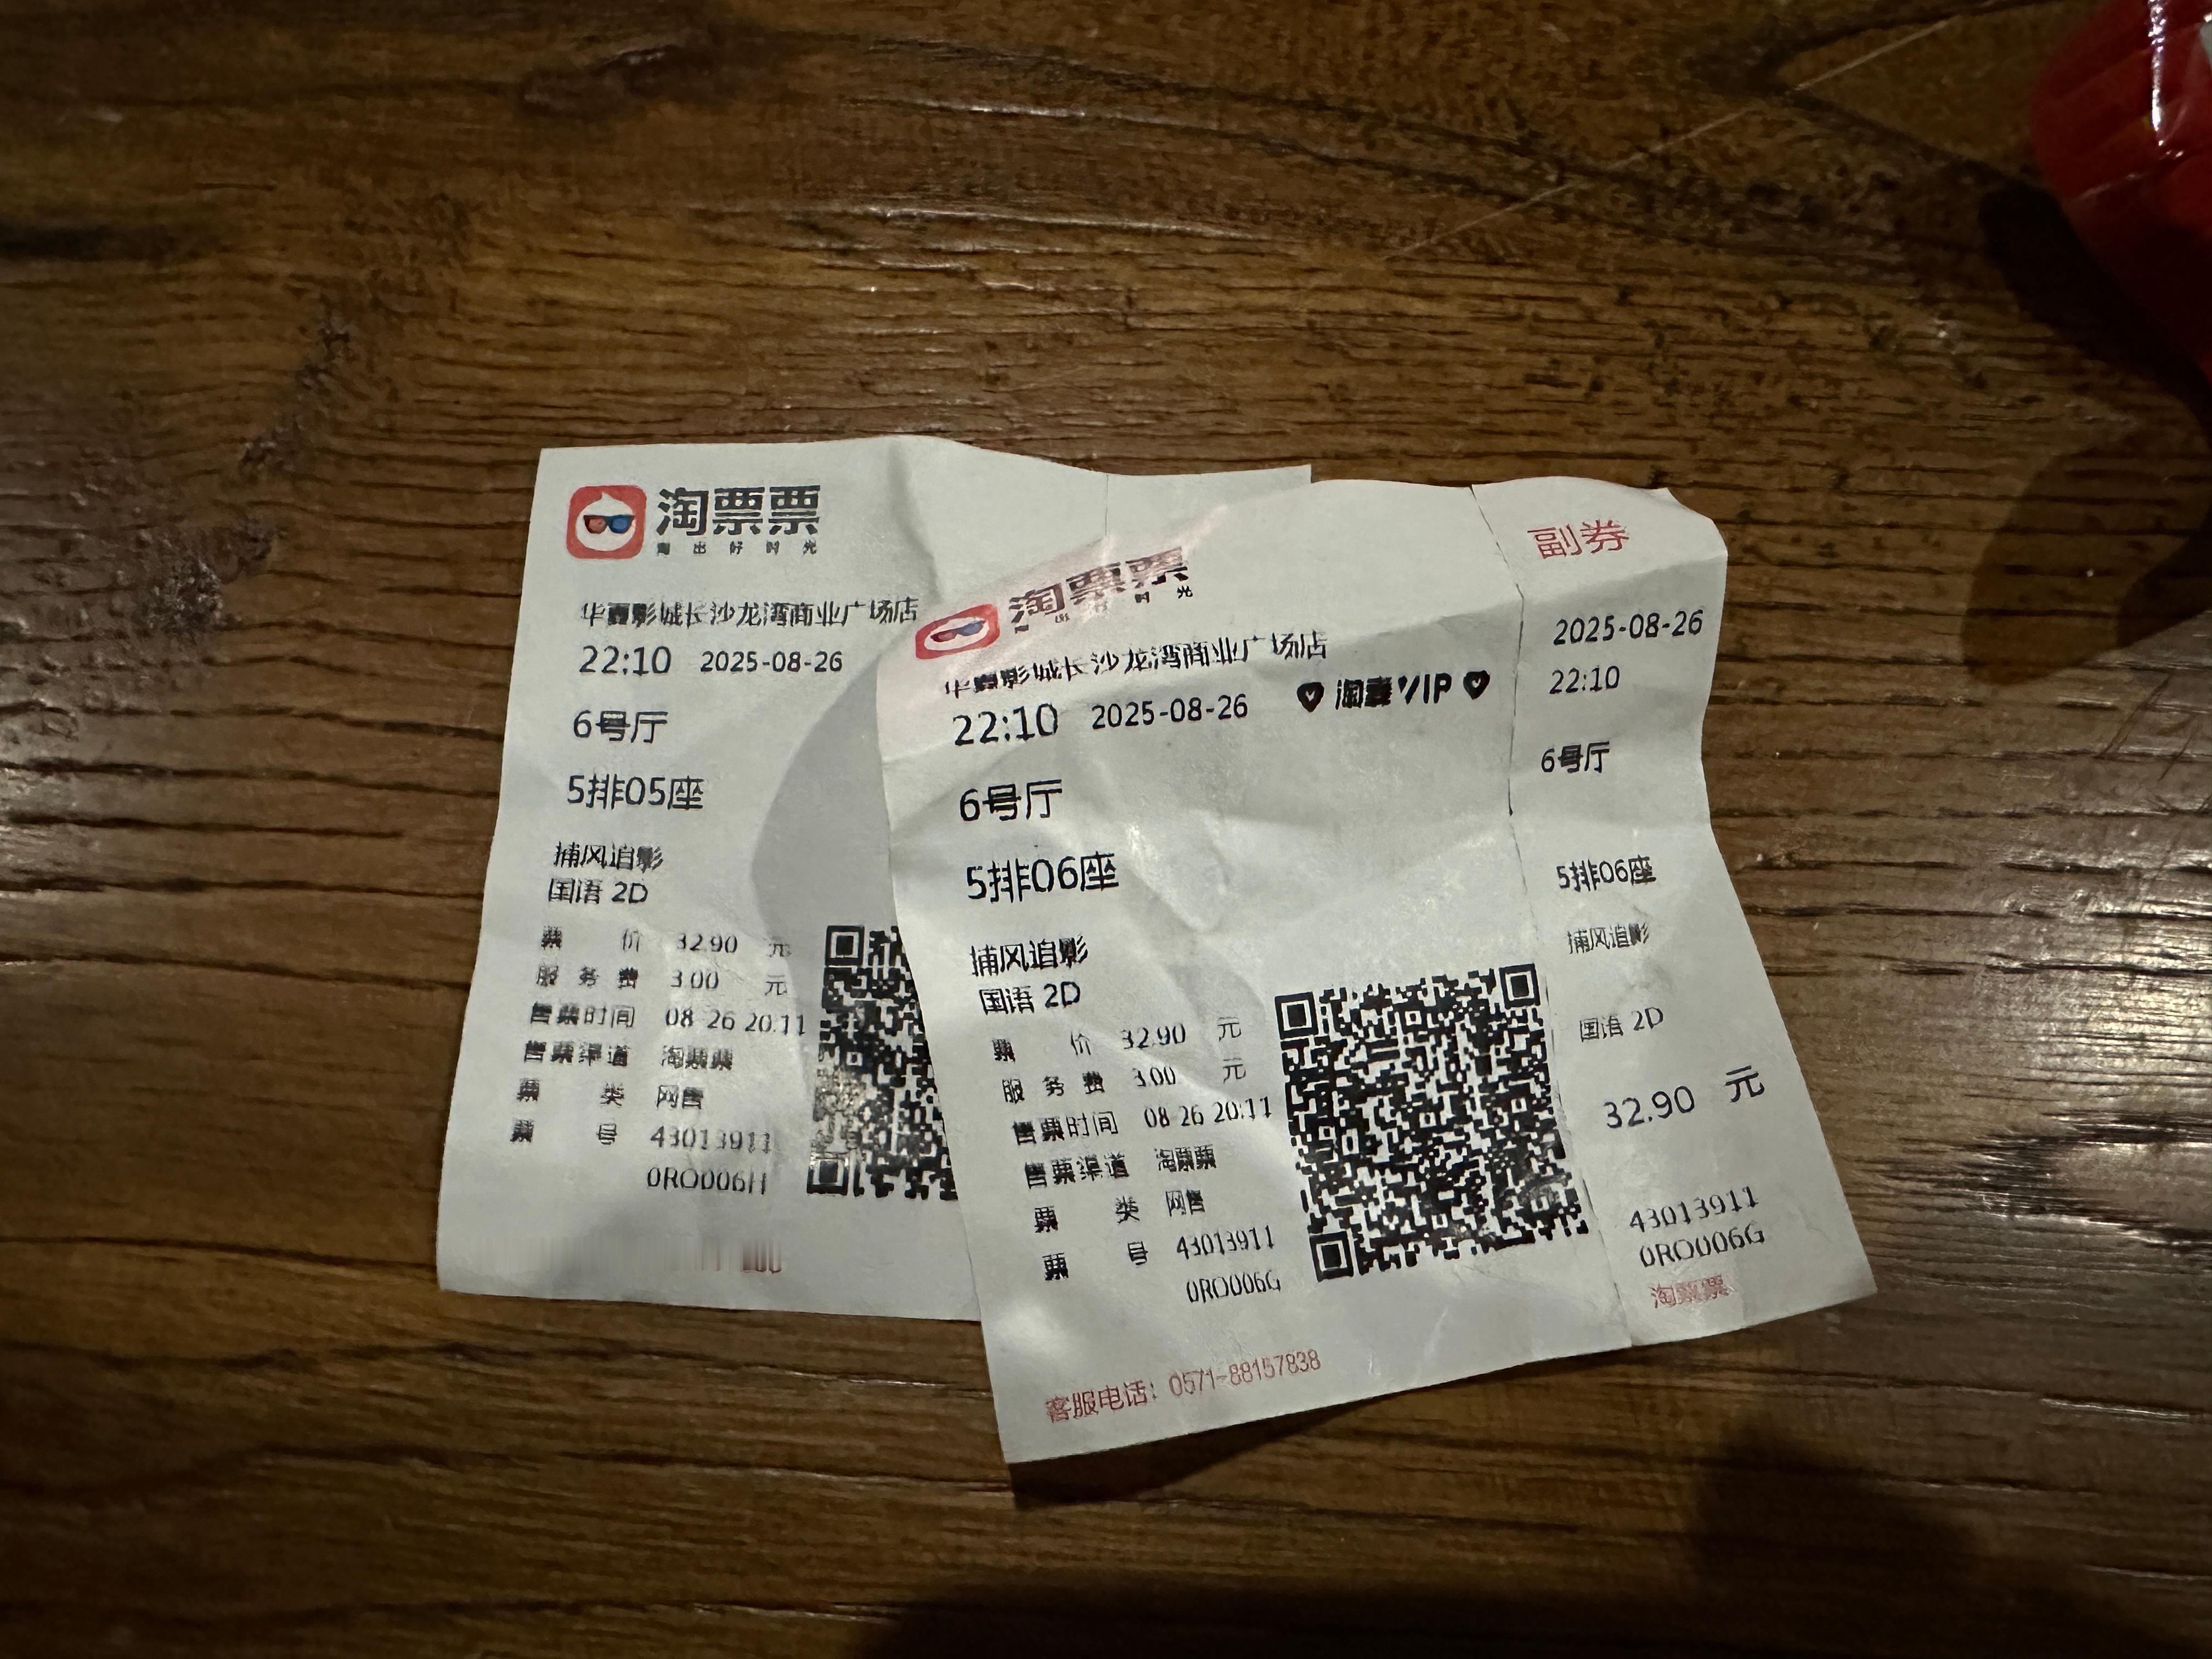 淘票票
淘出好时光
华纛影城长沙龙湾商业广场店
22:10 2025-08-26
6号厅
5排05座
捕风追影
国语 2D
票 价 32.90 元
服务费 3.00 元
售票时间 08-26 20:11
售票渠道 淘票票
票 类 网售
票 号 43013911
0RO006H
淘票票
华纛影城长沙龙湾商业广场店
22:10 2025-08-26 淘麦VIP
6号厅
5排06座
捕风追影
国语 2D
票 价 32.90 元
服务费 3.00 元
售票时间 08-26 20:11
售票渠道 淘票票
票 类 网售
票 号 43013911
0RO006G
客服电话：0571-88157838
副券
2025-08-26
22:10
6号厅
5排06座
捕风追影
国语 2D
32.90 元
43013911
0RO006G
淘票票